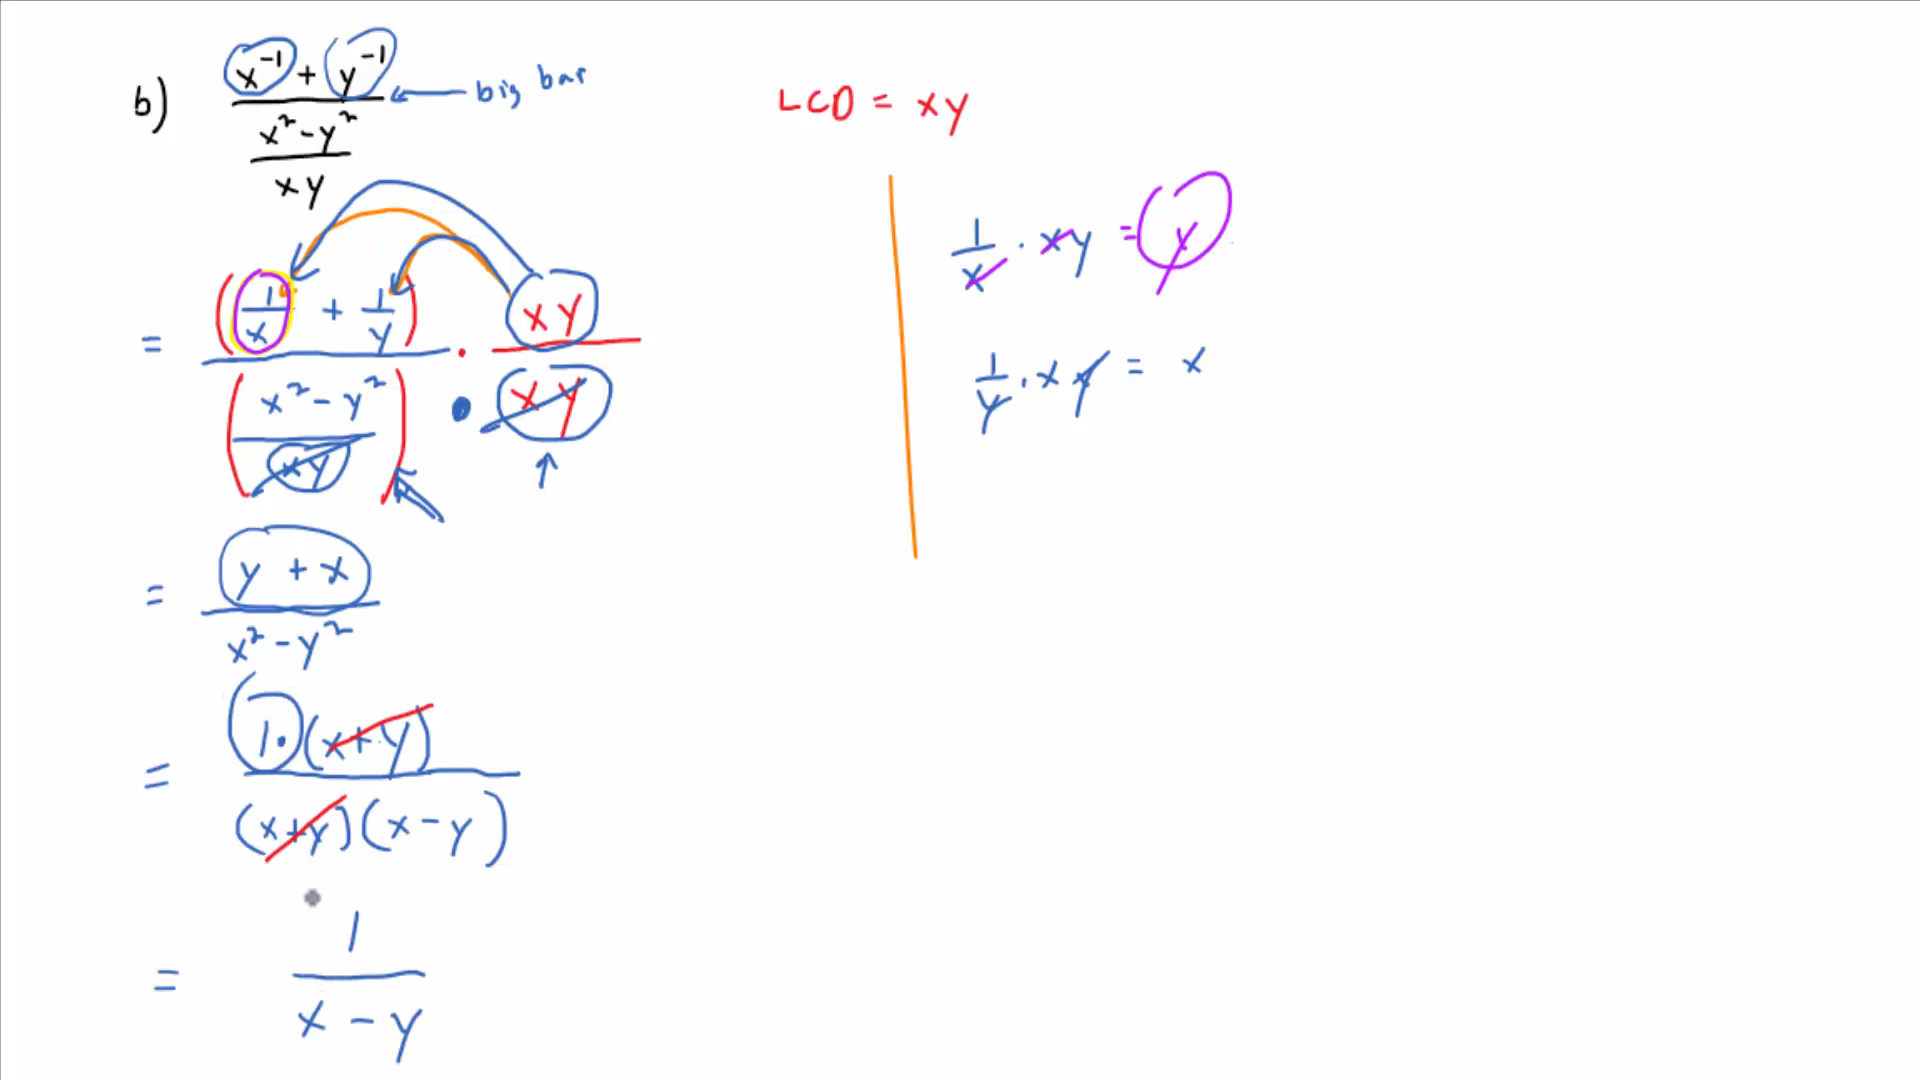 b) (x⁻¹ + y⁻¹) / ((x² - y²) / (xy)) ← big bar
LCD = xy
= (1/x + 1/y) / ((x² - y²) / (xy)) · xy / xy
= (y + x) / (x² - y²)
= 1·(x+y) / ((x+y)(x-y))
= 1 / (x - y)
1/x · xy = y
1/y · xy = x